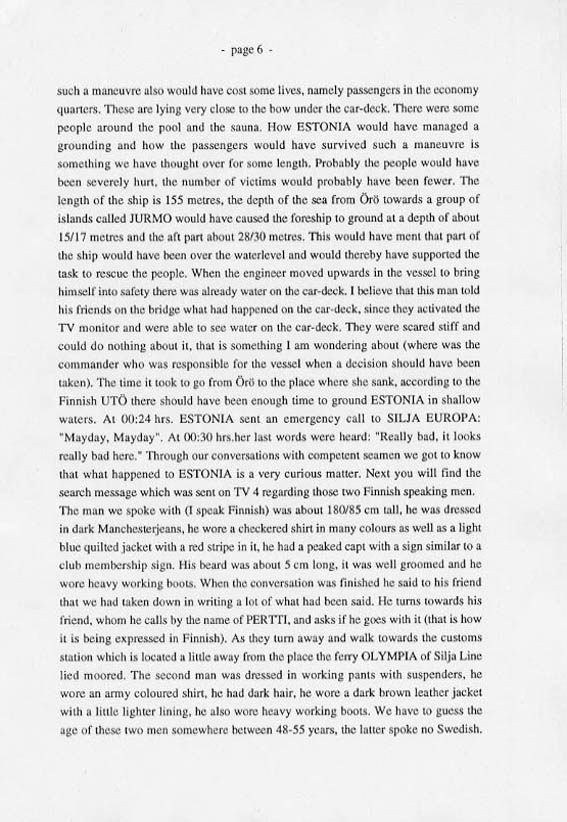 - page 6 -
such a maneuvre also would have cost some lives, namely passengers in the economy
quarters. These are lying very close to the bow under the car-deck. There were some
people around the pool and the sauna. How ESTONIA would have managed a
grounding and how the passengers would have survived such a maneuvre is
something we have thought over for some length. Probably the people would have
been severely hurt, the number of victims would probably have been fewer. The
length of the ship is 155 metres, the depth of the sea from Örö towards a group of
islands called JURMO would have caused the foreship to ground at a depth of about
15/17 metres and the aft part about 28/30 metres. This would have ment that part of
the ship would have been over the waterlevel and would thereby have supported the
task to rescue the people. When the engineer moved upwards in the vessel to bring
himself into safety there was already water on the car-deck. I believe that this man told
his friends on the bridge what had happened on the car-deck, since they activated the
TV monitor and were able to see water on the car-deck. They were scared stiff and
could do nothing about it, that is something I am wondering about (where was the
commander who was responsible for the vessel when a decision should have been
taken). The time it took to go from Örö to the place where she sank, according to the
Finnish UTÖ there should have been enough time to ground ESTONIA in shallow
waters. At 00:24 hrs. ESTONIA sent an emergency call to SILJA EUROPA:
"Mayday, Mayday". At 00:30 hrs.her last words were heard: "Really bad, it looks
really bad here." Through our conversations with competent seamen we got to know
that what happened to ESTONIA is a very curious matter. Next you will find the
search message which was sent on TV 4 regarding those two Finnish speaking men.
The man we spoke with (I speak Finnish) was about 180/85 cm tall, he was dressed
in dark Manchesterjeans, he wore a checkered shirt in many colours as well as a light
blue quilted jacket with a red stripe in it, he had a peaked capt with a sign similar to a
club membership sign. His beard was about 5 cm long, it was well groomed and he
wore heavy working boots. When the conversation was finished he said to his friend
that we had taken down in writing a lot of what had been said. He turns towards his
friend, whom he calls by the name of PERTTI, and asks if he goes with it (that is how
it is being expressed in Finnish). As they turn away and walk towards the customs
station which is located a little away from the place the ferry OLYMPIA of Silja Line
lied moored. The second man was dressed in working pants with suspenders, he
wore an army coloured shirt, he had dark hair, he wore a dark brown leather jacket
with a little lighter lining, he also wore heavy working boots. We have to guess the
age of these two men somewhere between 48-55 years, the latter spoke no Swedish.